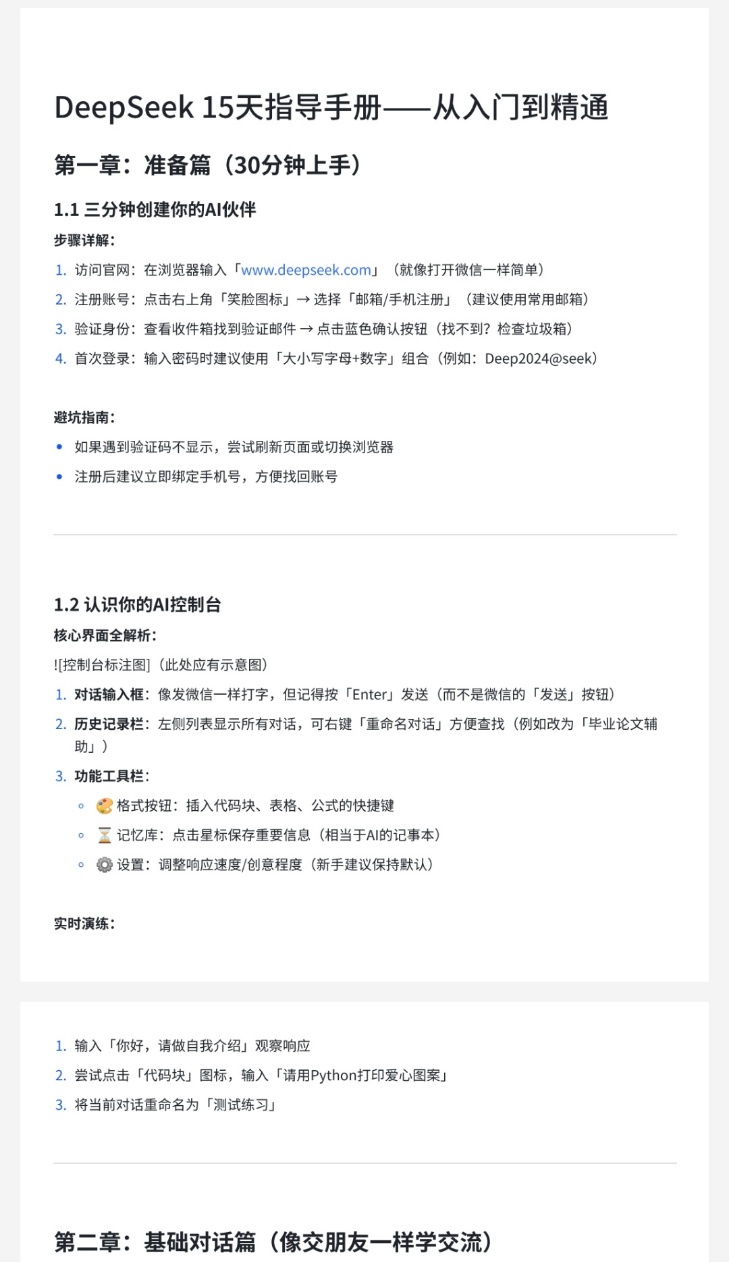 DeepSeek 15天指导手册——从入门到精通
第一章：准备篇（30分钟上手）
1.1 三分钟创建你的AI伙伴
步骤详解：
1. 访问官网：在浏览器输入「www.deepseek.com」（就像打开微信一样简单）
2. 注册账号：点击右上角「笑脸图标」→ 选择「邮箱/手机注册」（建议使用常用邮箱）
3. 验证身份：查看收件箱找到验证邮件 → 点击蓝色确认按钮（找不到？检查垃圾箱）
4. 首次登录：输入密码时建议使用「大小写字母+数字」组合（例如：Deep2024@seek）
避坑指南：
• 如果遇到验证码不显示，尝试刷新页面或切换浏览器
• 注册后建议立即绑定手机号，方便找回账号
1.2 认识你的AI控制台
核心界面全解析：
![控制台标注图]（此处应有示意图）
1. 对话输入框：像发微信一样打字，但记得按「Enter」发送（而不是微信的「发送」按钮）
2. 历史记录栏：左侧列表显示所有对话，可右键「重命名对话」方便查找（例如改为「毕业论文辅
助」）
3. 功能工具栏：
◦ 🎨 格式按钮：插入代码块、表格、公式的快捷键
◦ ⏳ 记忆库：点击星标保存重要信息（相当于AI的记事本）
◦ ⚙️ 设置：调整响应速度/创意程度（新手建议保持默认）
实时演练：
1. 输入「你好，请做自我介绍」观察响应
2. 尝试点击「代码块」图标，输入「请用Python打印爱心图案」
3. 将当前对话重命名为「测试练习」
第二章：基础对话篇（像交朋友一样学交流）